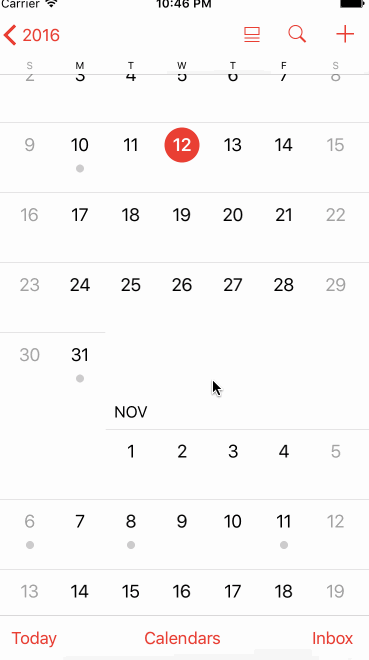 Carrier 10:46 PM
2016
S M T W T F S
2 3 4 5 6 7 8
9 10 11 12 13 14 15
16 17 18 19 20 21 22
23 24 25 26 27 28 29
30 31
NOV
1 2 3 4 5
6 7 8 9 10 11 12
13 14 15 16 17 18 19
Today Calendars Inbox